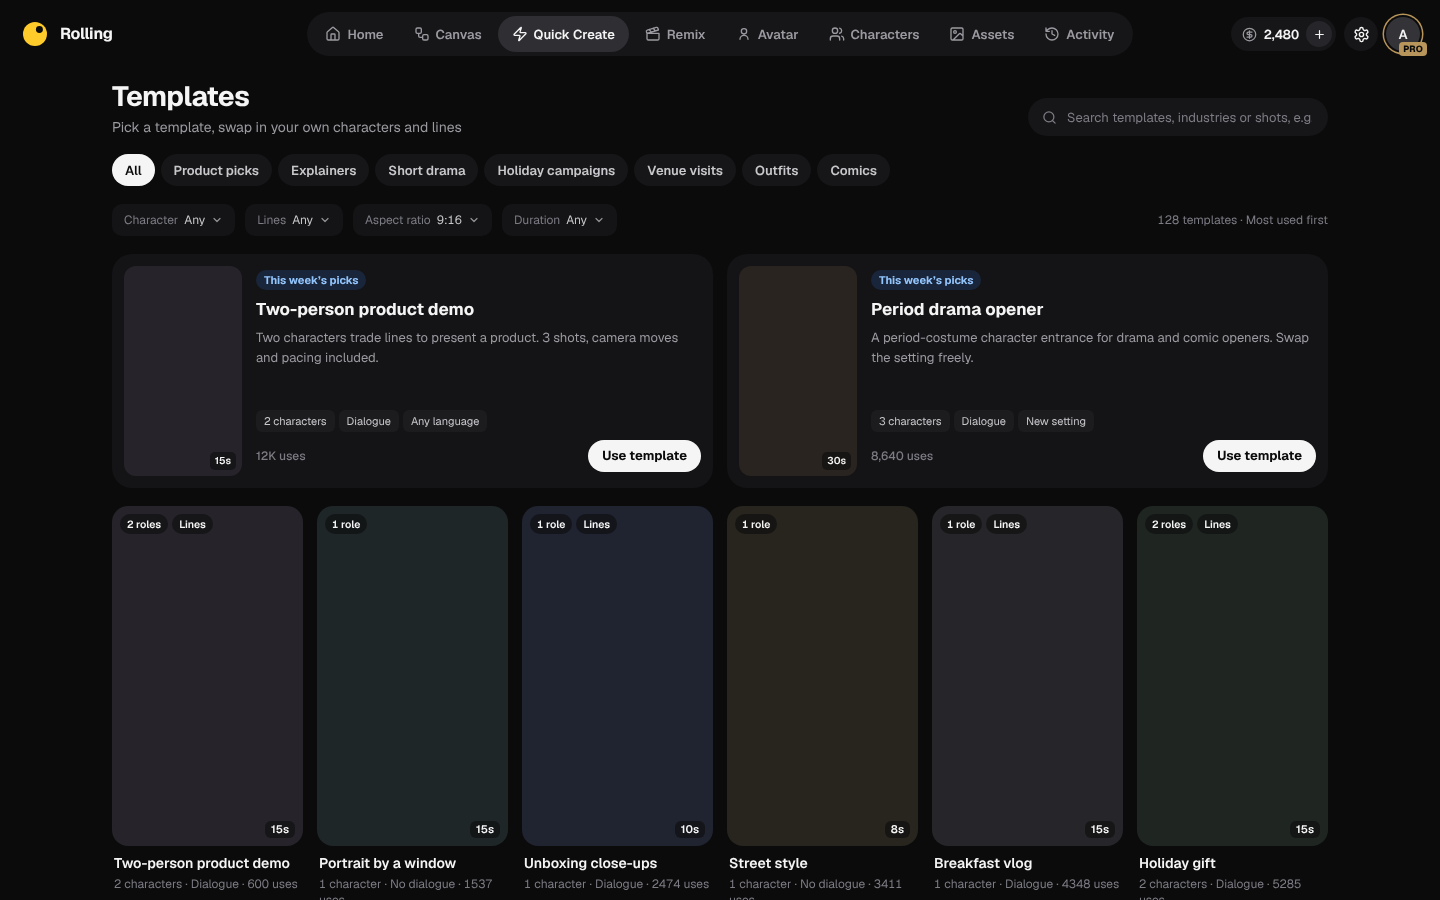 Rolling
Home
Canvas
Quick Create
Remix
Avatar
Characters
Assets
Activity
2,480
A
PRO
Templates
Pick a template, swap in your own characters and lines
Search templates, industries or shots, e.g
All
Product picks
Explainers
Short drama
Holiday campaigns
Venue visits
Outfits
Comics
Character Any
Lines Any
Aspect ratio 9:16
Duration Any
128 templates · Most used first
15s
This week's picks
Two-person product demo
Two characters trade lines to present a product. 3 shots, camera moves
and pacing included.
2 characters
Dialogue
Any language
12K uses
Use template
30s
This week's picks
Period drama opener
A period-costume character entrance for drama and comic openers. Swap
the setting freely.
3 characters
Dialogue
New setting
8,640 uses
Use template
2 roles
Lines
15s
Two-person product demo
2 characters · Dialogue · 600 uses
1 role
15s
Portrait by a window
1 character · No dialogue · 1537
uses
1 role
Lines
10s
Unboxing close-ups
1 character · Dialogue · 2474 uses
1 role
8s
Street style
1 character · No dialogue · 3411
uses
1 role
Lines
15s
Breakfast vlog
1 character · Dialogue · 4348 uses
2 roles
Lines
15s
Holiday gift
2 characters · Dialogue · 5285
uses